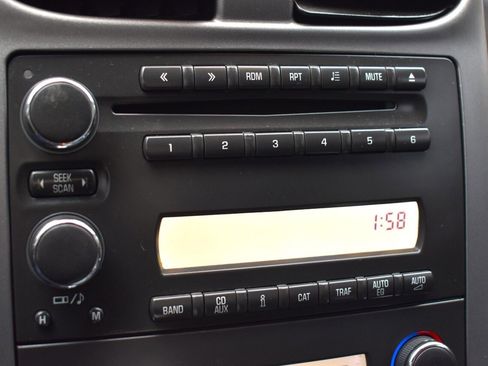 « » RDM RPT MUTE
1 2 3 4 5 6
SEEK
SCAN
1:58
BAND CD AUX i CAT TRAF AUTO EQ AUTO
H M